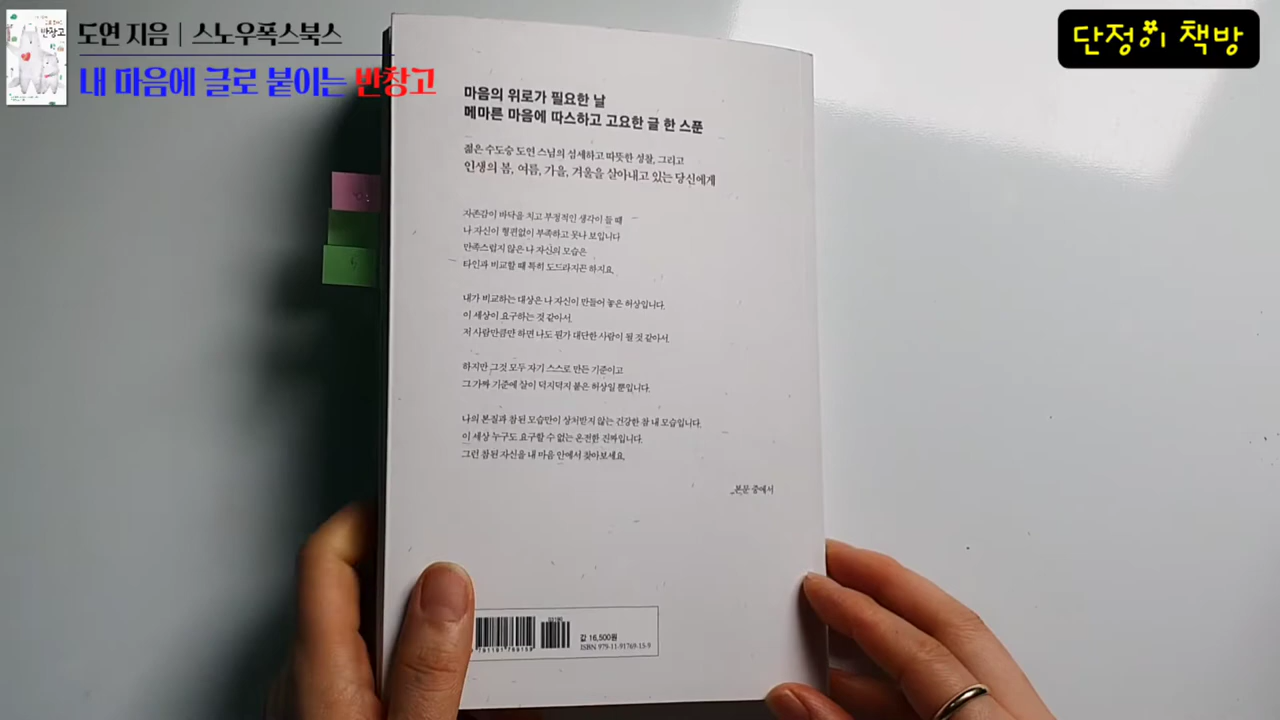 도연 지음 | 스노우폭스북스
내 마음에 글로 붙이는 반창고
단정이 책방
마음의 위로가 필요한 날
메마른 마음에 따스하고 고요한 글 한 스푼
젊은 수도승 도연 스님의 섬세하고 따뜻한 성찰, 그리고
인생의 봄, 여름, 가을, 겨울을 살아내고 있는 당신에게
자존감이 바닥을 치고 부정적인 생각이 들 때
나 자신이 형편없이 부족하고 못나 보입니다
만족스럽지 않은 나 자신의 모습은
타인과 비교할 때 특히 도드라지곤 하지요.
내가 비교하는 대상은 나 자신이 만들어 놓은 허상입니다.
이 세상이 요구하는 것 같아서.
저 사람만큼만 하면 나도 뭔가 대단한 사람이 될 것 같아서.
하지만 그것 모두 자기 스스로 만든 기준이고
그 가짜 기준에 살이 덕지덕지 붙은 허상일 뿐입니다.
나의 본질과 참된 모습만이 상처받지 않는 건강한 참 내 모습입니다.
이 세상 누구도 요구할 수 없는 온전한 진짜입니다.
그런 참된 자신을 내 마음 안에서 찾아보세요.
_본문 중에서
값 16,500원
ISBN 979-11-91769-15-9